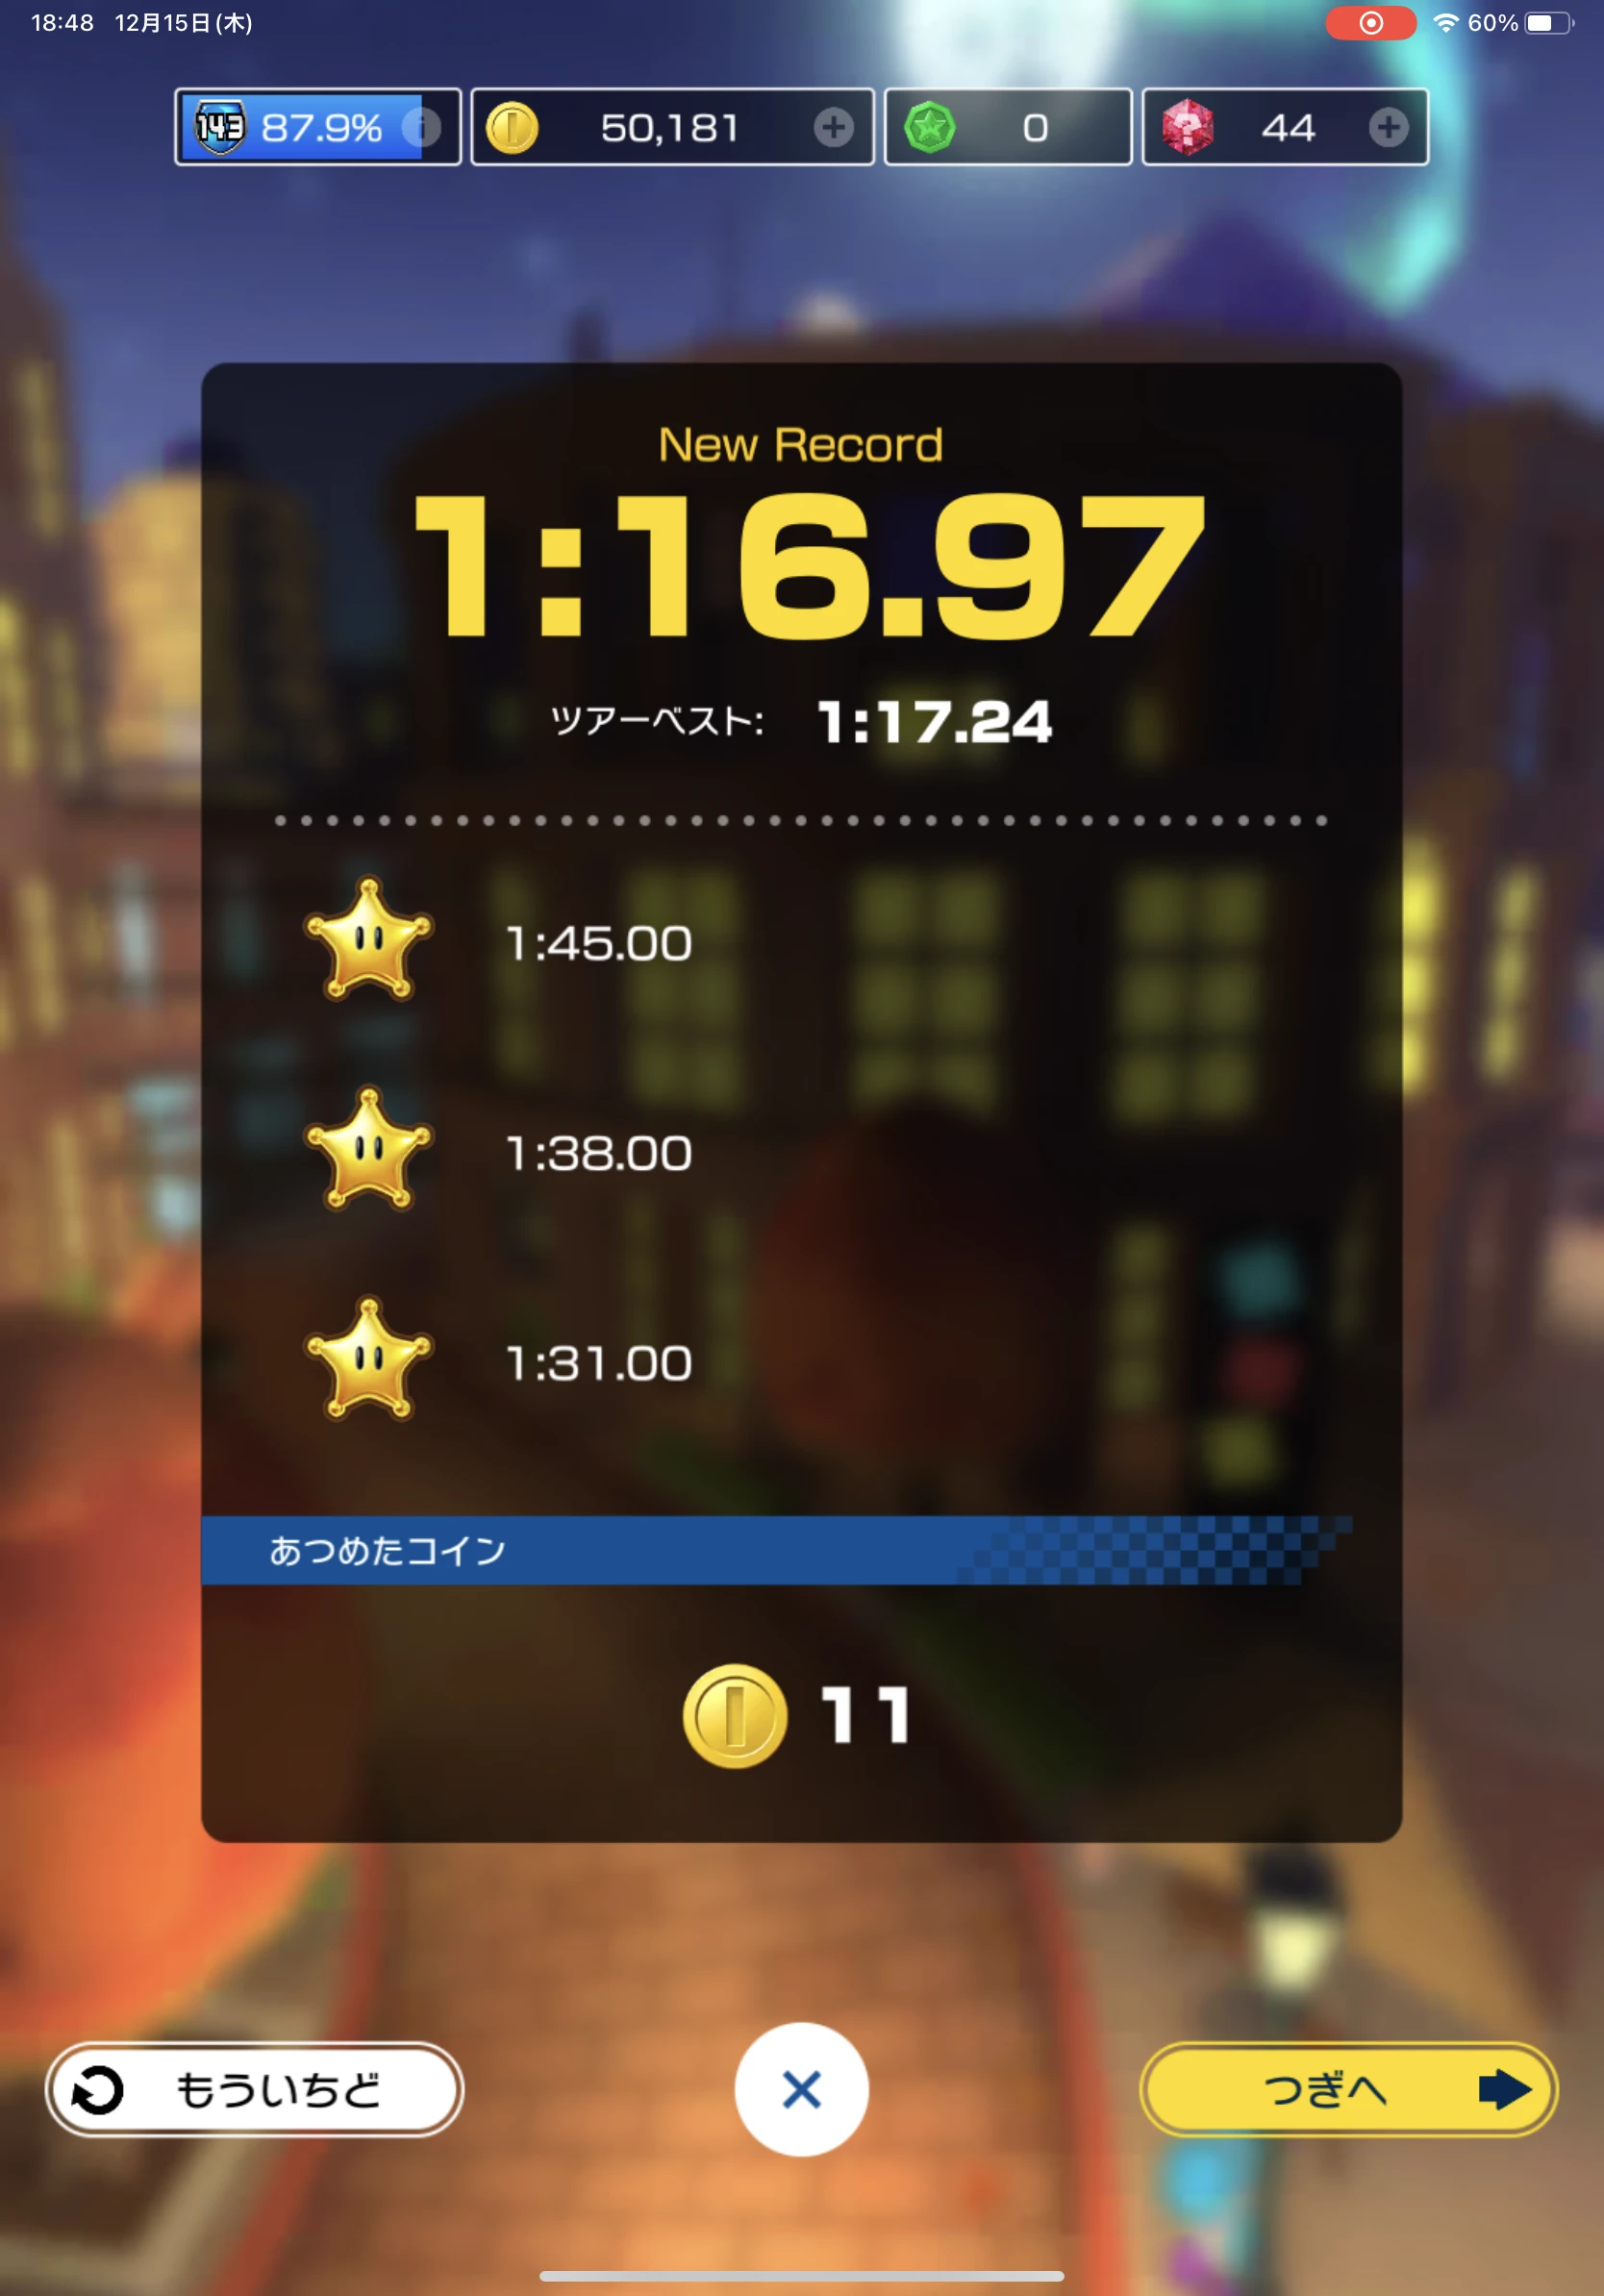 18:48 12月15日(木) 60%
143 87.9% i 50,181 + 0 ? 44 +
New Record
1:16.97
ツアーベスト: 1:17.24
1:45.00
1:38.00
1:31.00
あつめたコイン
11
もういちど × つぎへ